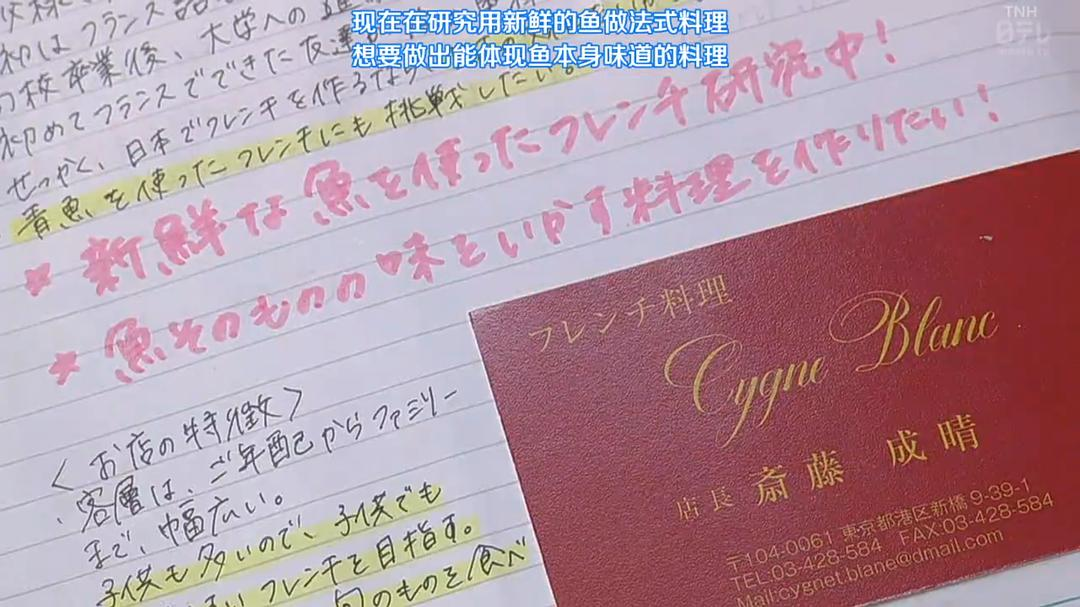 现在在研究用新鲜的鱼做法式料理
想要做出能体现鱼本身味道的料理
TNH
日テレ
初はフランス語
校卒業後、大学への進
初めてフランスでできた友達
せっかく、日本でフレンチを作るなら
青魚を使ったフレンチにも挑戦したい。
★新鮮な魚を使ったフレンチ研究中!
★魚そのものの味をいかす料理を作りたい!
<お店の特徴>
、客層は、ご年配からファミリー
まで、幅広い。
子供も多いので、子供でも
フレンチを目指す。
旬のものを食べ
フレンチ料理
Cygne Blanc
店長 斎藤 成晴
〒104-0061 東京都港区新橋9-39-1
TEL:03-428-584 FAX:03-428-584
Mail:cygnet.blane@dmail.com